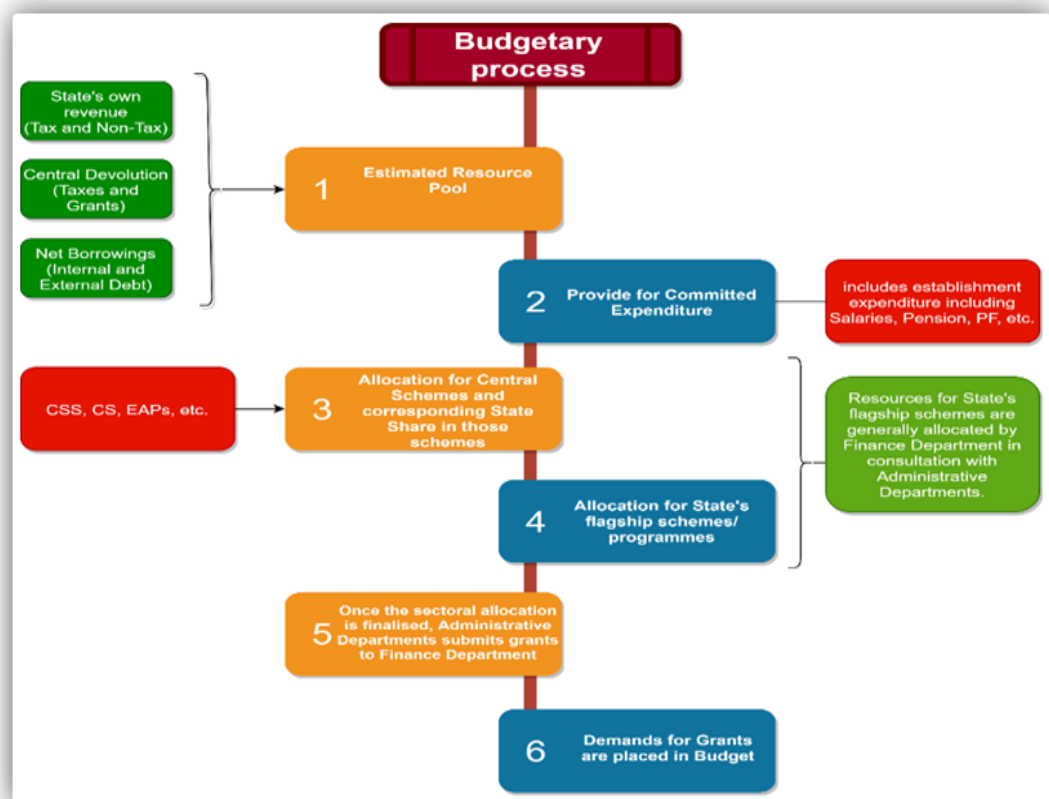 Budgetary
process
State's own
revenue
(Tax and Non-Tax)
Central Devolution
(Taxes and
Grants)
Net Borrowings
(Internal and
External Debt)
1
Estimated Resource
Pool
2
Provide for Committed
Expenditure
includes establishment
expenditure including
Salaries, Pension, PF, etc.
CSS, CS, EAPs, etc.
3
Allocation for Central
Schemes and
corresponding State
Share in those
schemes
Resources for State's
flagship schemes are
generally allocated by
Finance Department in
consultation with
Administrative
Departments.
4
Allocation for State's
flagship schemes/
programmes
5
Once the sectoral allocation
is finalised, Administrative
Departments submits grants
to Finance Department
6
Demands for Grants
are placed in Budget